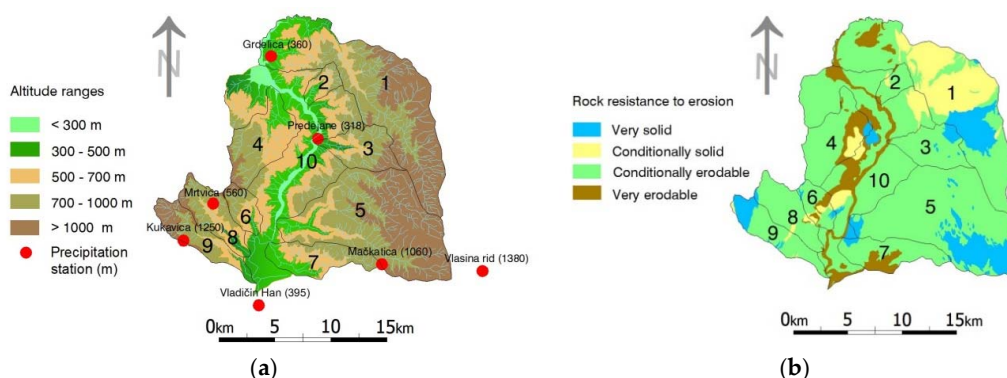 N
Altitude ranges
< 300 m
300 - 500 m
500 - 700 m
700 - 1000 m
> 1000 m
Precipitation
station (m)
Grdelica (360)
2
1
Predejane (318)
4
3
10
Mrtvica (560)
6
5
Kukavica (1250)
8
9
7
Mačkatica (1060)
Vlasina rid (1380)
Vladičin Han (395)
0km 5 10 15km
(a)
N
Rock resistance to erosion
Very solid
Conditionally solid
Conditionally erodable
Very erodable
2
1
4
3
10
6
5
8
9
7
0km 5 10 15km
(b)